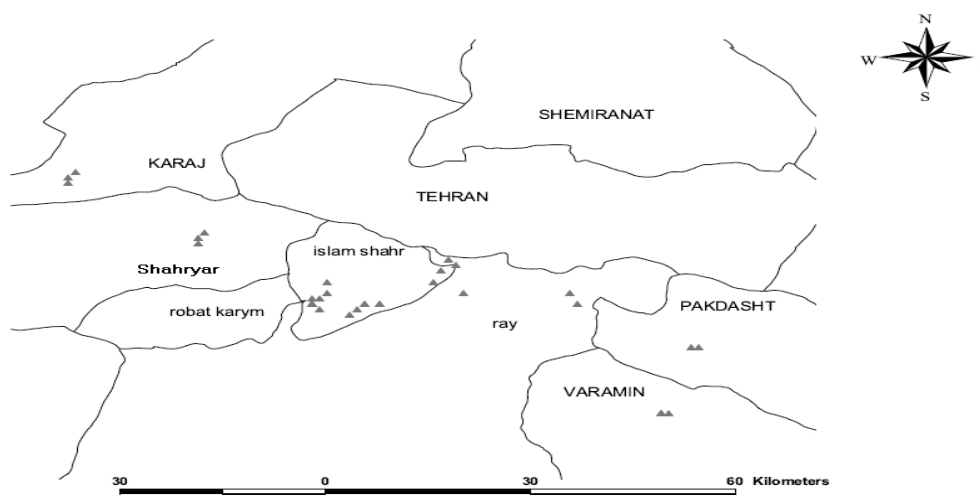 N
W
S
SHEMIRANAT
KARAJ
TEHRAN
islam shahr
Shahryar
robat karym
PAKDASHT
ray
VARAMIN
30 0 30 60 Kilometers